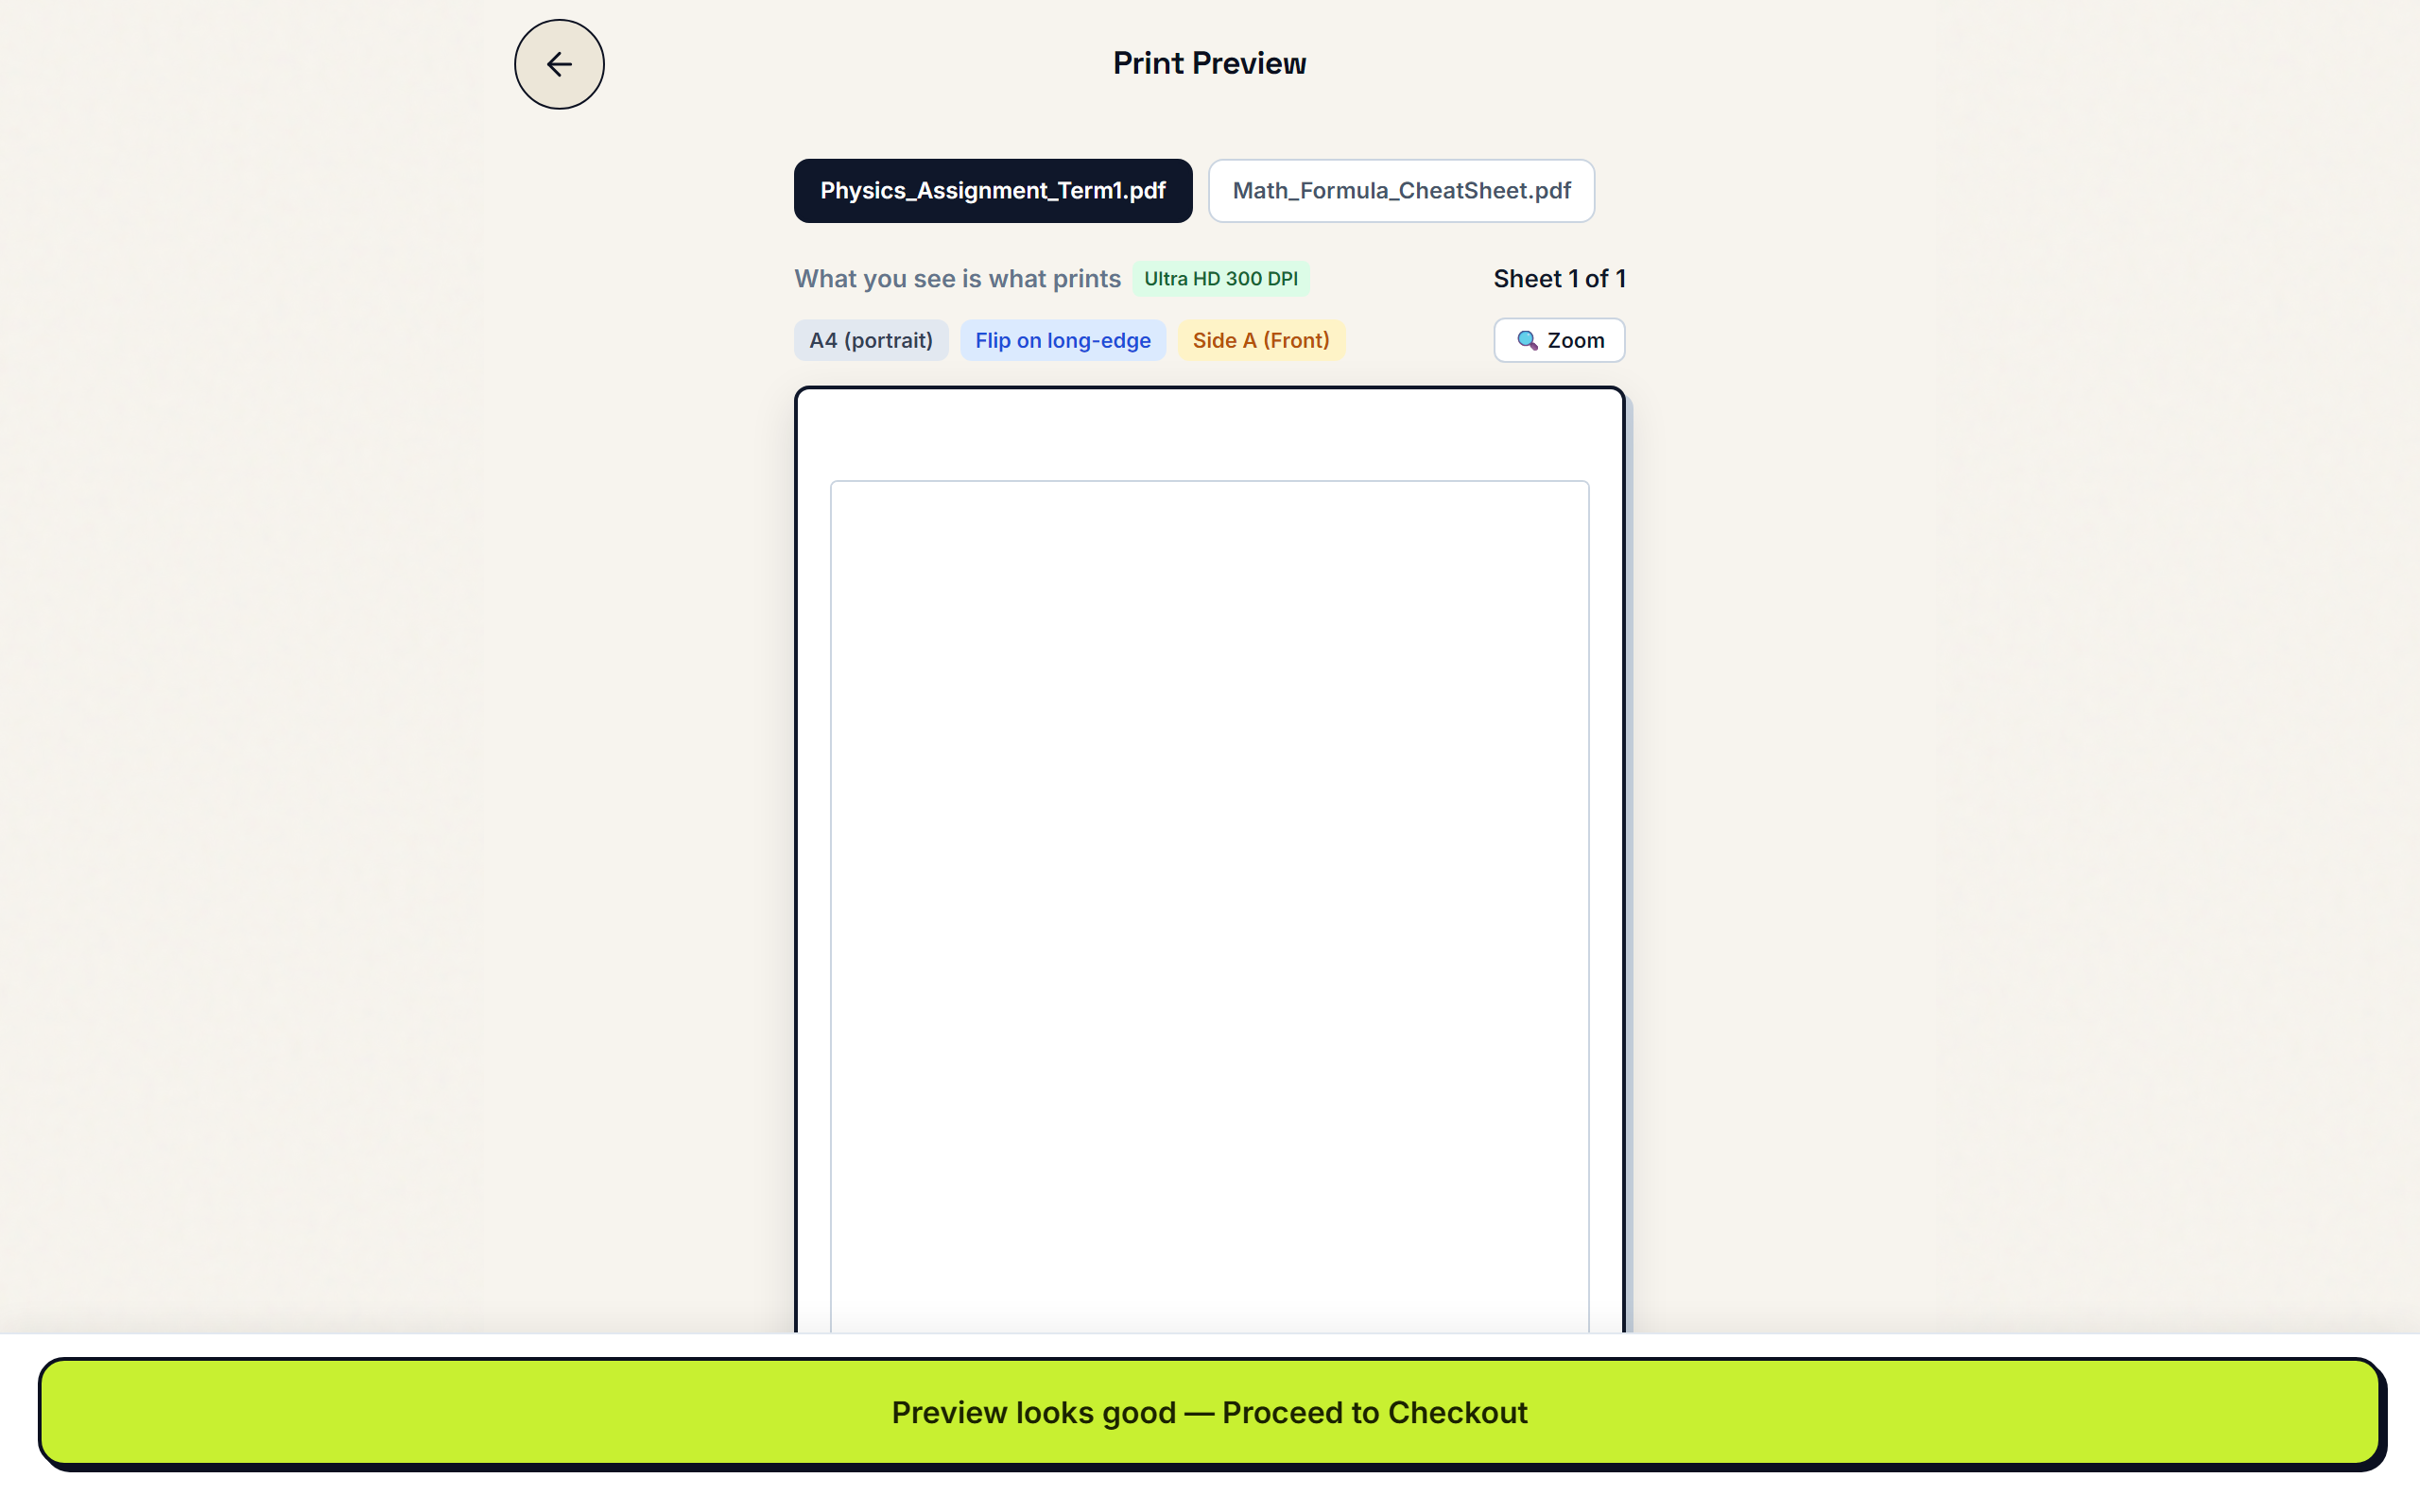 Print Preview
Physics_Assignment_Term1.pdf
Math_Formula_CheatSheet.pdf
What you see is what prints
Ultra HD 300 DPI
Sheet 1 of 1
A4 (portrait)
Flip on long-edge
Side A (Front)
Zoom
Preview looks good — Proceed to Checkout